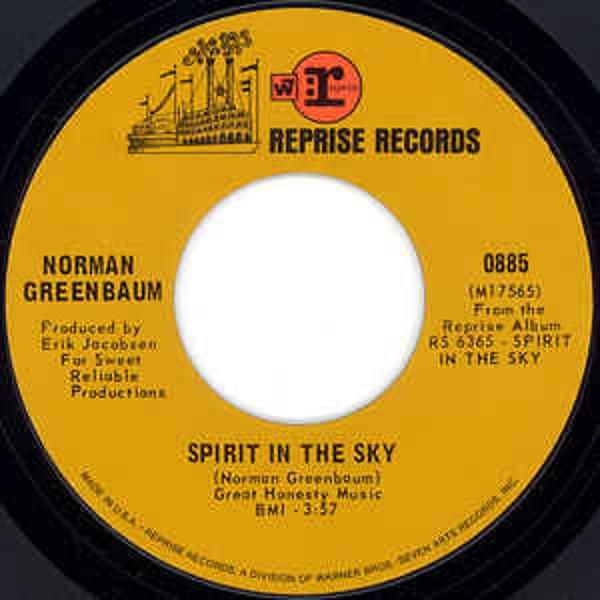 W7 r REPRISE
REPRISE RECORDS
NORMAN
GREENBAUM
Produced by
Erik Jacobsen
For Sweet
Reliable
Productions
0885
(M17565)
From the
Reprise Album
RS 6365 - SPIRIT
IN THE SKY
SPIRIT IN THE SKY
(Norman Greenbaum)
Great Honesty Music
BMI - 3:57
MADE IN U.S.A. · REPRISE RECORDS, A DIVISION OF WARNER BROS.-SEVEN ARTS RECORDS, INC.